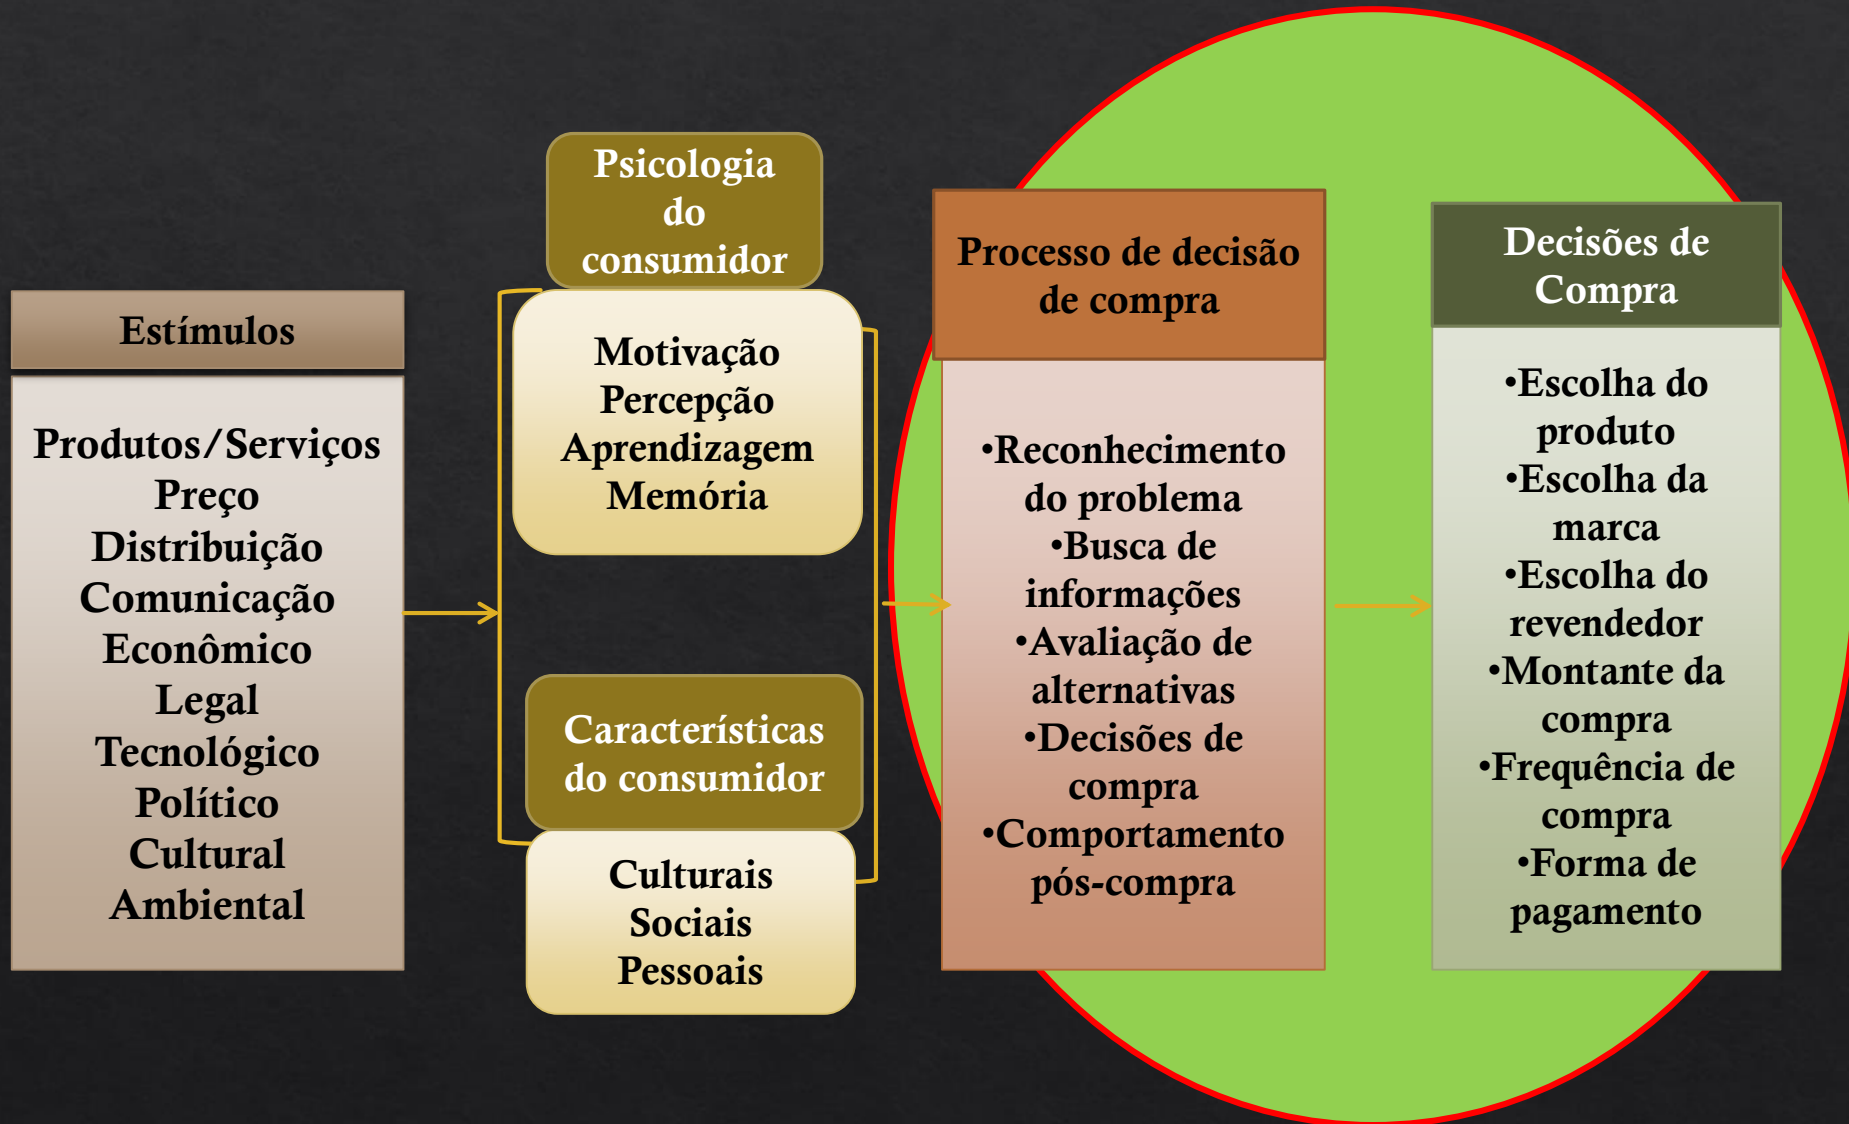 Estímulos
Produtos/Serviços
Preço
Distribuição
Comunicação
Econômico
Legal
Tecnológico
Político
Cultural
Ambiental
Psicologia
do
consumidor
Motivação
Percepção
Aprendizagem
Memória
Características
do consumidor
Culturais
Sociais
Pessoais
Processo de decisão
de compra
•Reconhecimento
do problema
•Busca de
informações
•Avaliação de
alternativas
•Decisões de
compra
•Comportamento
pós-compra
Decisões de
Compra
•Escolha do
produto
•Escolha da
marca
•Escolha do
revendedor
•Montante da
compra
•Frequência de
compra
•Forma de
pagamento